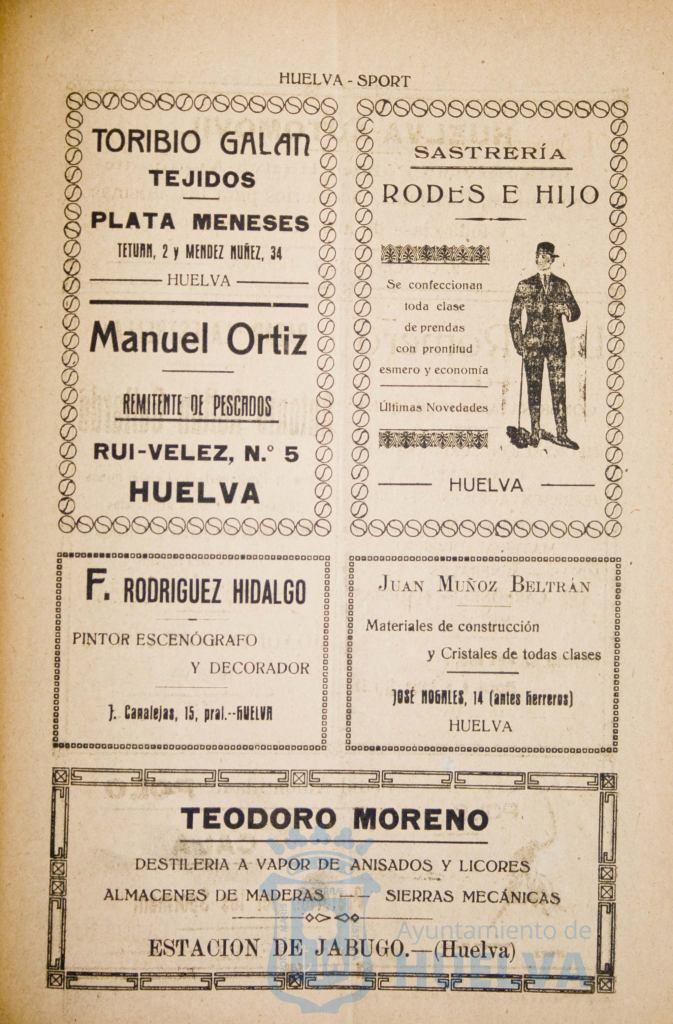 HUELVA - SPORT
TORIBIO GALAN
TEJIDOS
PLATA MENESES
TETUAN, 2 y MENDEZ NUÑEZ, 34
HUELVA
Manuel Ortiz
REMITENTE DE PESCADOS
RUI-VELEZ, N.° 5
HUELVA
SASTRERÍA
RODES E HIJO
Se confeccionan
toda clase
de prendas
con prontitud
esmero y economía
Últimas Novedades
HUELVA
F. RODRIGUEZ HIDALGO
PINTOR ESCENÓGRAFO
Y DECORADOR
J. Canalejas, 15, pral.--HUELVA
JUAN MUÑOZ BELTRÁN
Materiales de construcción
y Cristales de todas clases
JOSÉ NOGALES, 14 (antes Herreros)
HUELVA
TEODORO MORENO
DESTILERIA A VAPOR DE ANISADOS Y LICORES
ALMACENES DE MADERAS -- SIERRAS MECÁNICAS
ESTACION DE JABUGO.—(Huelva)
Ayuntamiento de
HUELVA